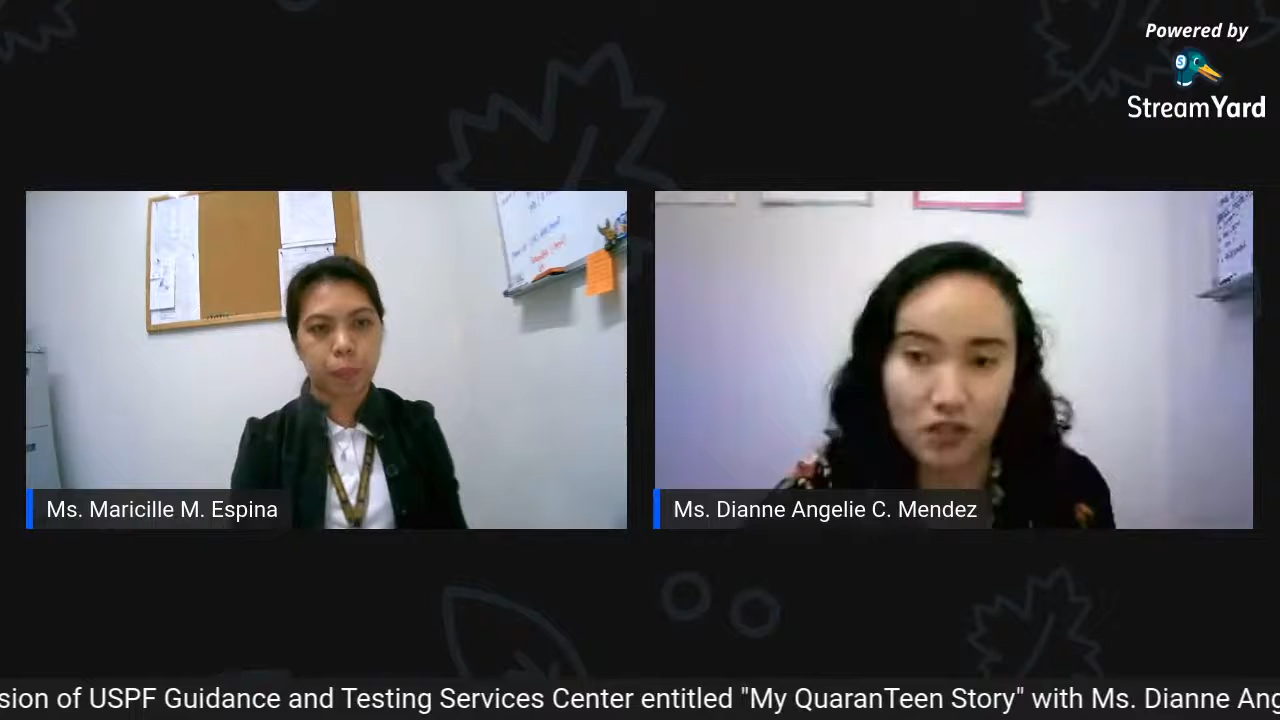 Powered by
StreamYard
Ms. Maricille M. Espina
Ms. Dianne Angelie C. Mendez
sion of USPF Guidance and Testing Services Center entitled "My QuaranTeen Story" with Ms. Dianne Ang